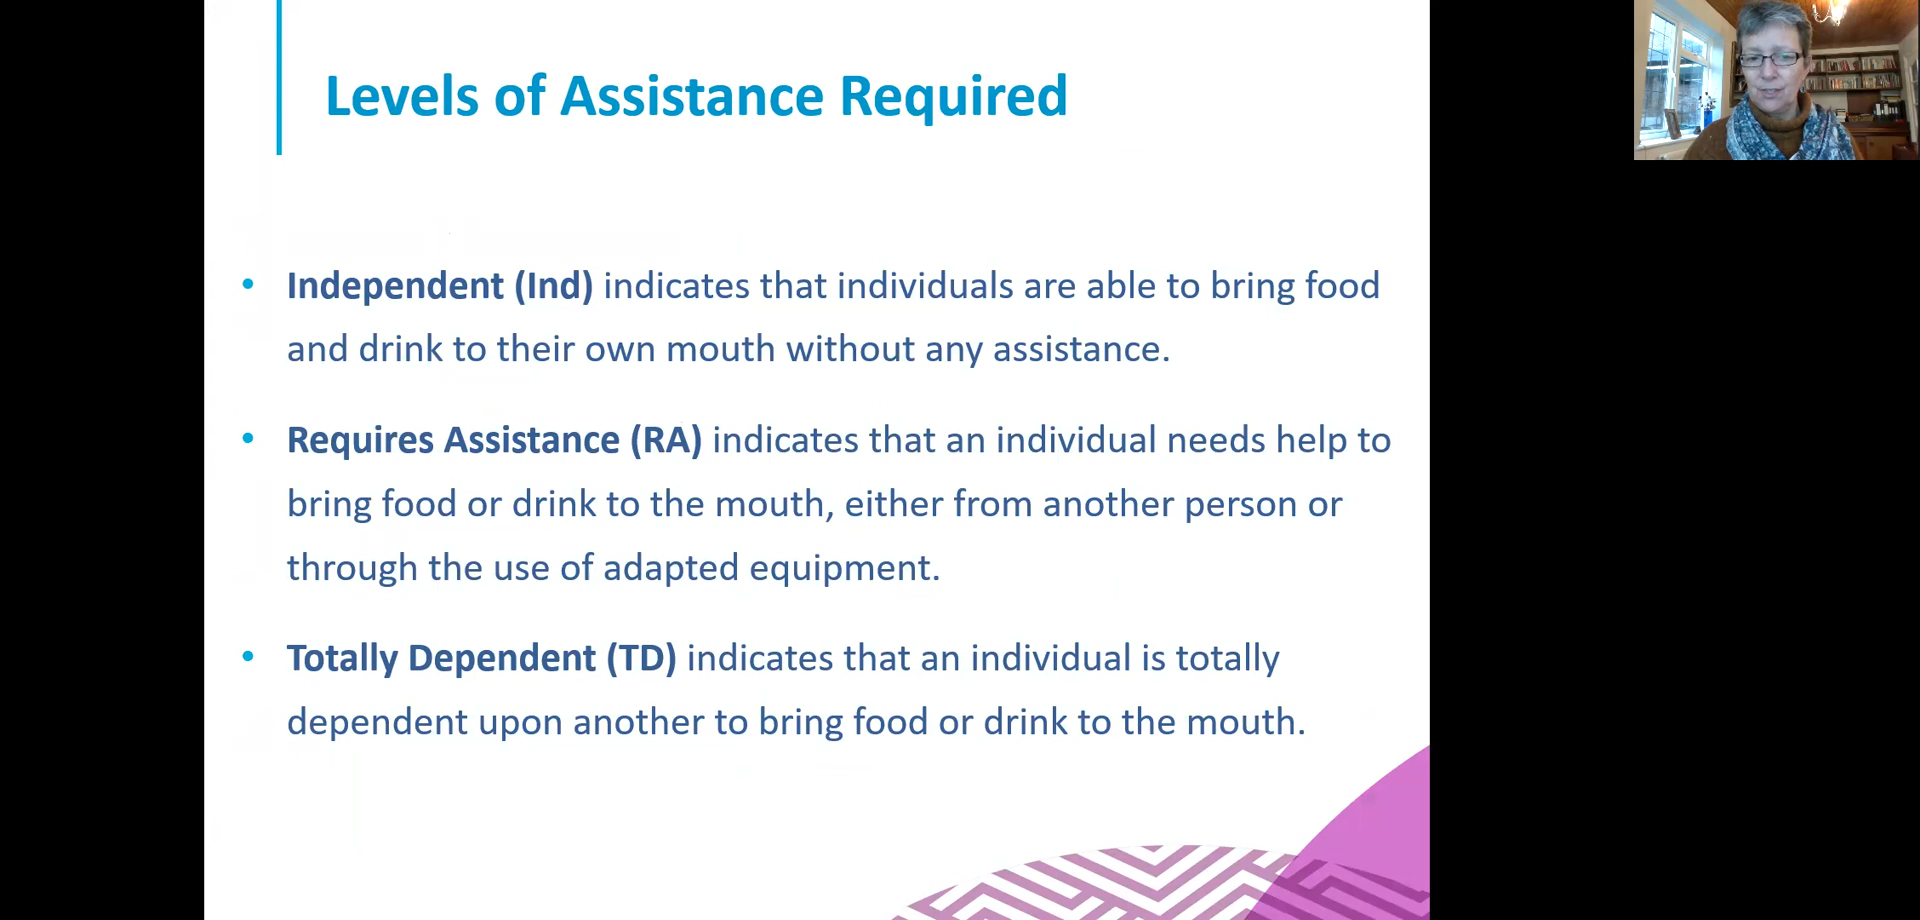 Levels of Assistance Required
• Independent (Ind) indicates that individuals are able to bring food
and drink to their own mouth without any assistance.
• Requires Assistance (RA) indicates that an individual needs help to
bring food or drink to the mouth, either from another person or
through the use of adapted equipment.
• Totally Dependent (TD) indicates that an individual is totally
dependent upon another to bring food or drink to the mouth.